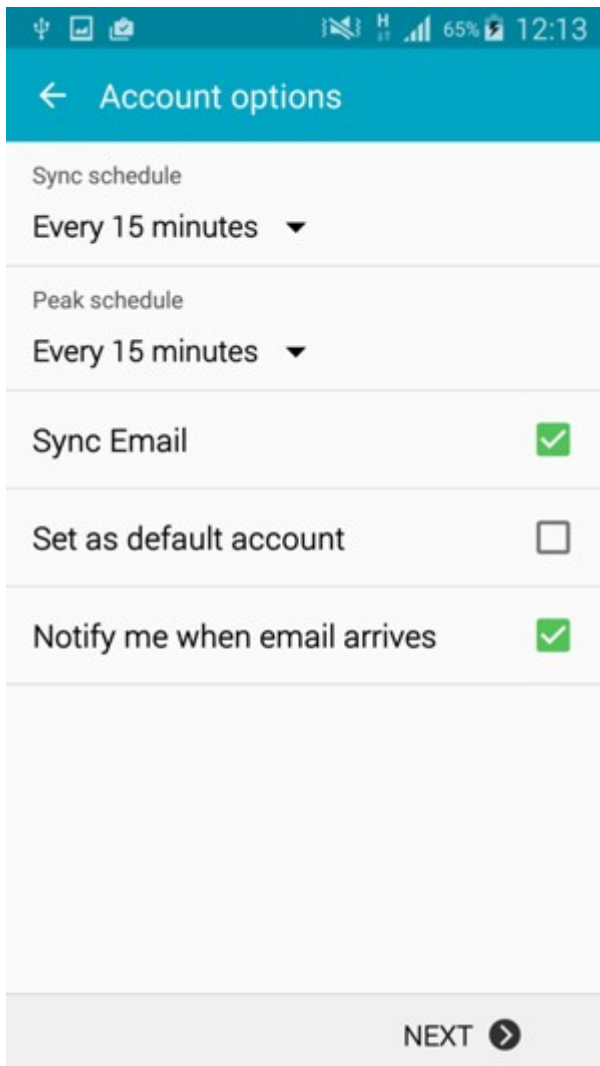 H 65% 12:13
Account options
Sync schedule
Every 15 minutes
Peak schedule
Every 15 minutes
Sync Email
Set as default account
Notify me when email arrives
NEXT